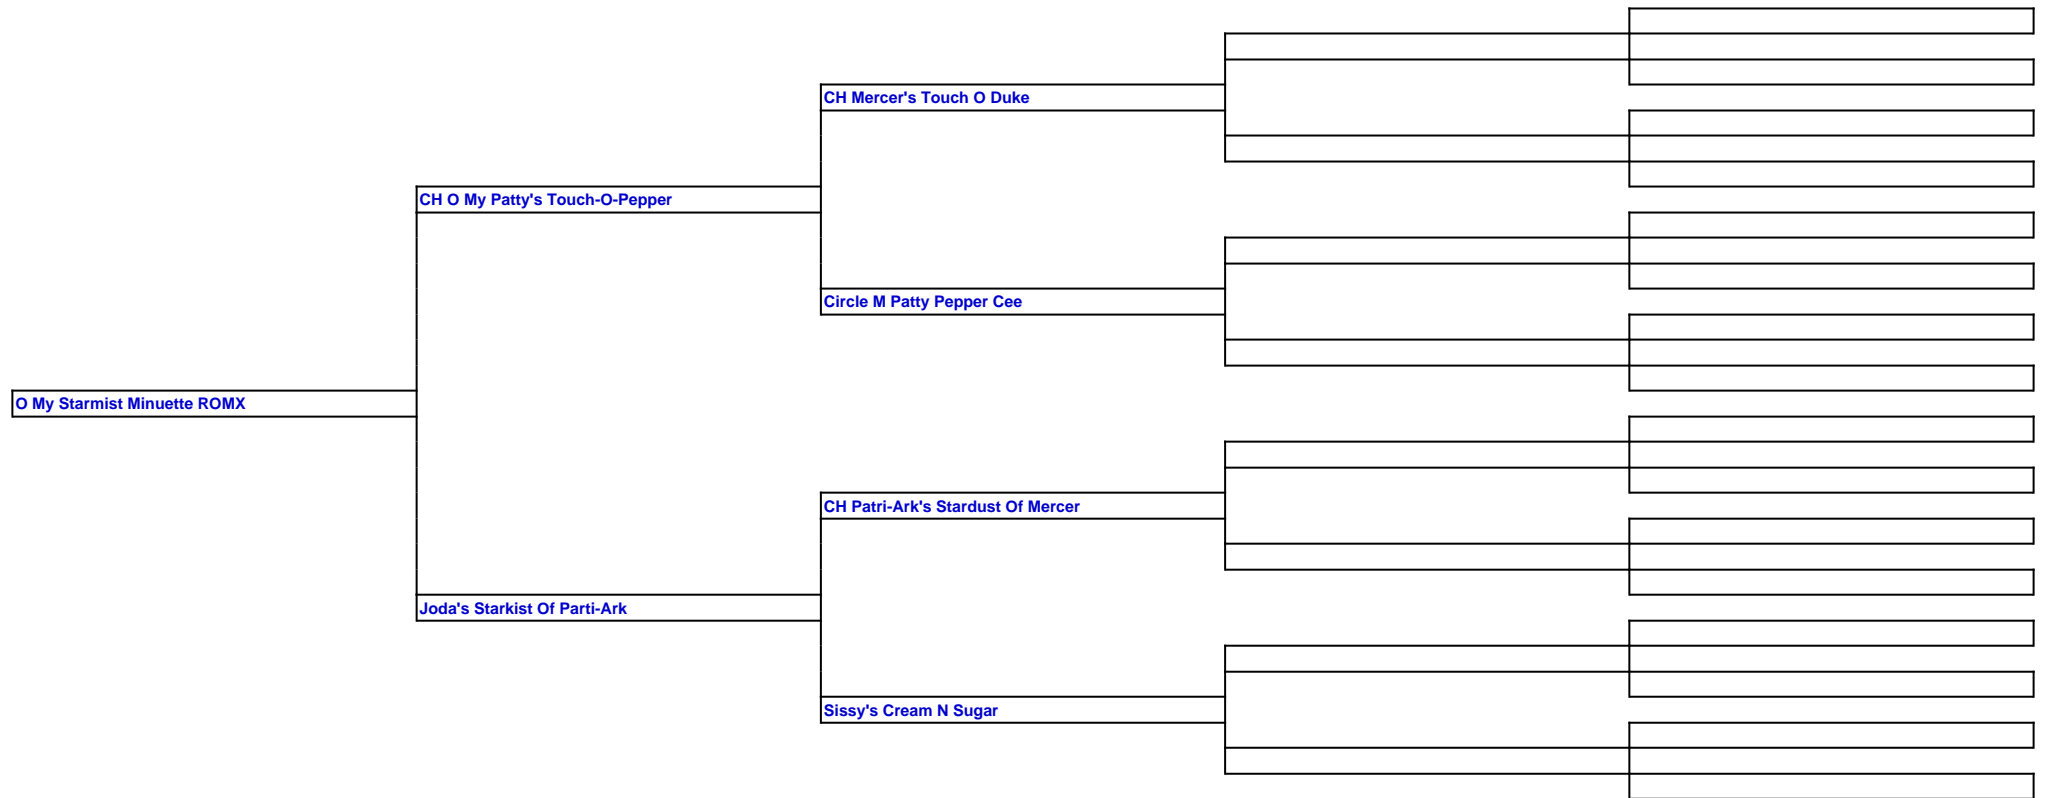 CH Mercer's Touch O Duke
CH O My Patty's Touch-O-Pepper
Circle M Patty Pepper Cee
O My Starmist Minuette ROMX
CH Patri-Ark's Stardust Of Mercer
Joda's Starkist Of Parti-Ark
Sissy's Cream N Sugar